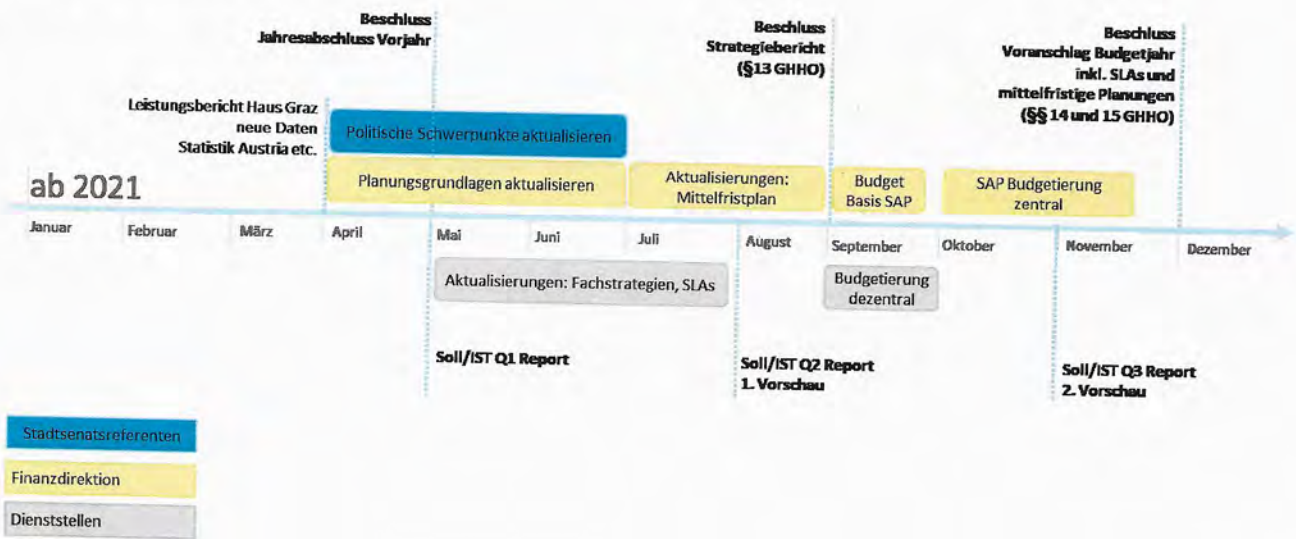 Beschluss
Jahresabschluss Vorjahr
Beschluss
Strategiebericht
(§13 GHHO)
Beschluss
Voranschlag Budgetjahr
inkl. SLAs und
mittelfristige Planungen
(§§ 14 und 15 GHHO)
Leistungsbericht Haus Graz
neue Daten
Statistik Austria etc.
Politische Schwerpunkte aktualisieren
Planungsgrundlagen aktualisieren
Aktualisierungen:
Mittelfristplan
Budget
Basis SAP
SAP Budgetierung
zentral
ab 2021
Januar
Februar
März
April
Mai
Juni
Juli
August
September
Oktober
November
Dezember
Aktualisierungen: Fachstrategien, SLAs
Budgetierung
dezentral
Soll/IST Q1 Report
Soll/IST Q2 Report
1. Vorschau
Soll/IST Q3 Report
2. Vorschau
Stadtsenatsreferenten
Finanzdirektion
Dienststellen